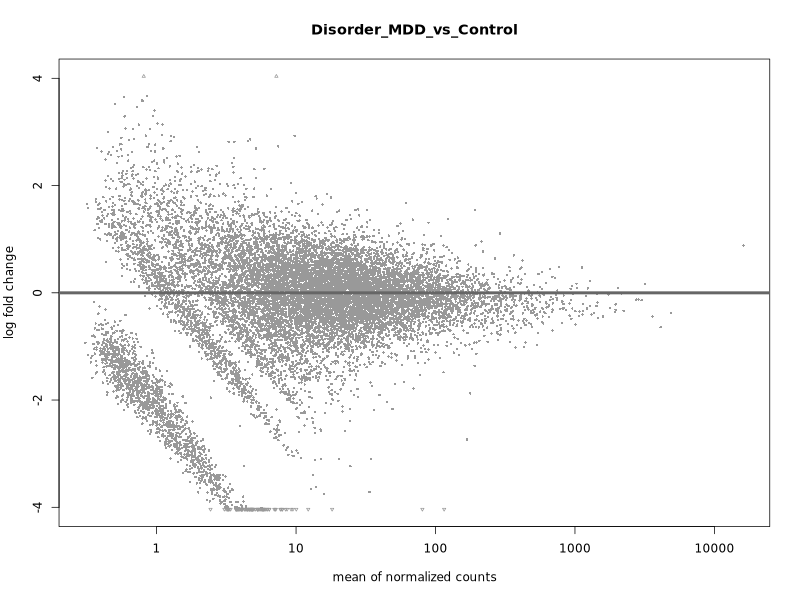 Disorder_MDD_vs_Control
4
2
0
-2
-4
log fold change
1 10 100 1000 10000
mean of normalized counts